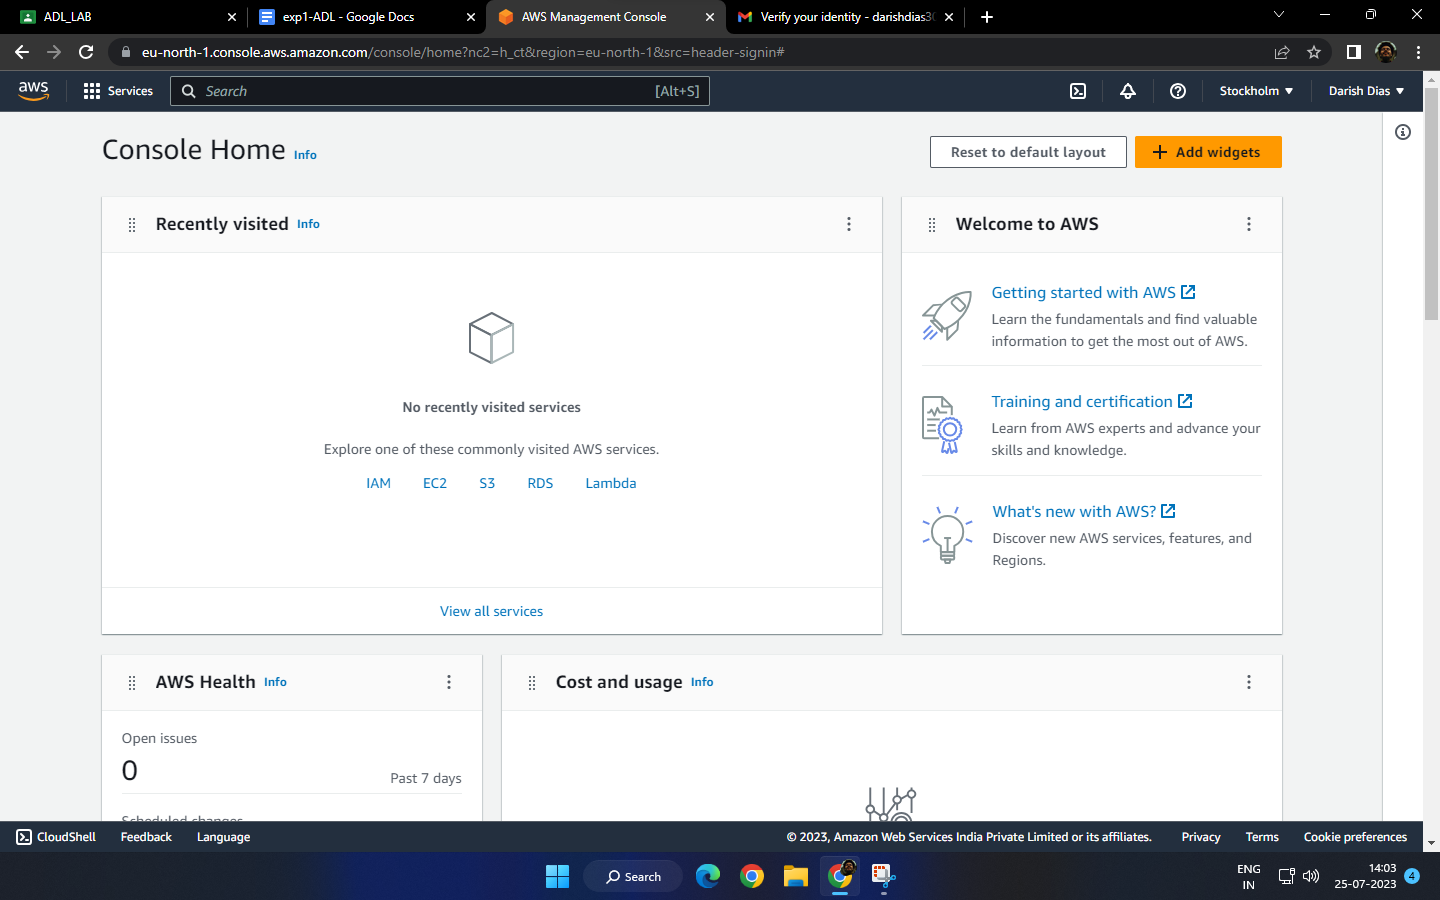 ADL_LAB
exp1-ADL - Google Docs
AWS Management Console
Verify your identity - darishdias30
eu-north-1.console.aws.amazon.com/console/home?nc2=h_ct&region=eu-north-1&src=header-signin#
aws
Services
Search
[Alt+S]
Stockholm
Darish Dias
Console Home Info
Reset to default layout
Add widgets
Recently visited Info
No recently visited services
Explore one of these commonly visited AWS services.
IAM EC2 S3 RDS Lambda
View all services
Welcome to AWS
Getting started with AWS
Learn the fundamentals and find valuable
information to get the most out of AWS.
Training and certification
Learn from AWS experts and advance your
skills and knowledge.
What's new with AWS?
Discover new AWS services, features, and
Regions.
AWS Health Info
Open issues
0
Past 7 days
Scheduled changes
Cost and usage Info
CloudShell
Feedback
Language
© 2023, Amazon Web Services India Private Limited or its affiliates.
Privacy
Terms
Cookie preferences
Search
ENG
IN
14:03
25-07-2023
4